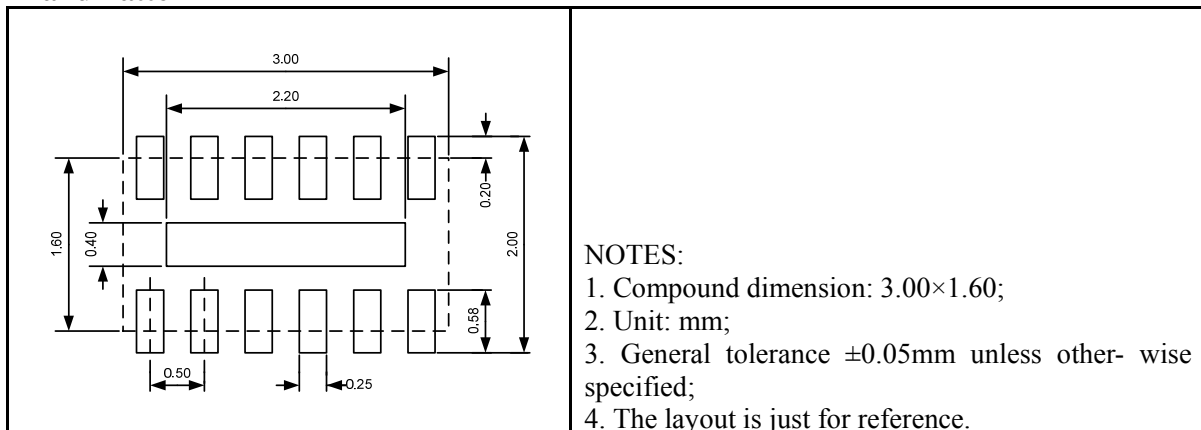 3.00
2.20
0.20
1.60
0.40
2.00
0.58
0.50
0.25
NOTES:
1. Compound dimension: 3.00×1.60;
2. Unit: mm;
3. General tolerance ±0.05mm unless other- wise
specified;
4. The layout is just for reference.